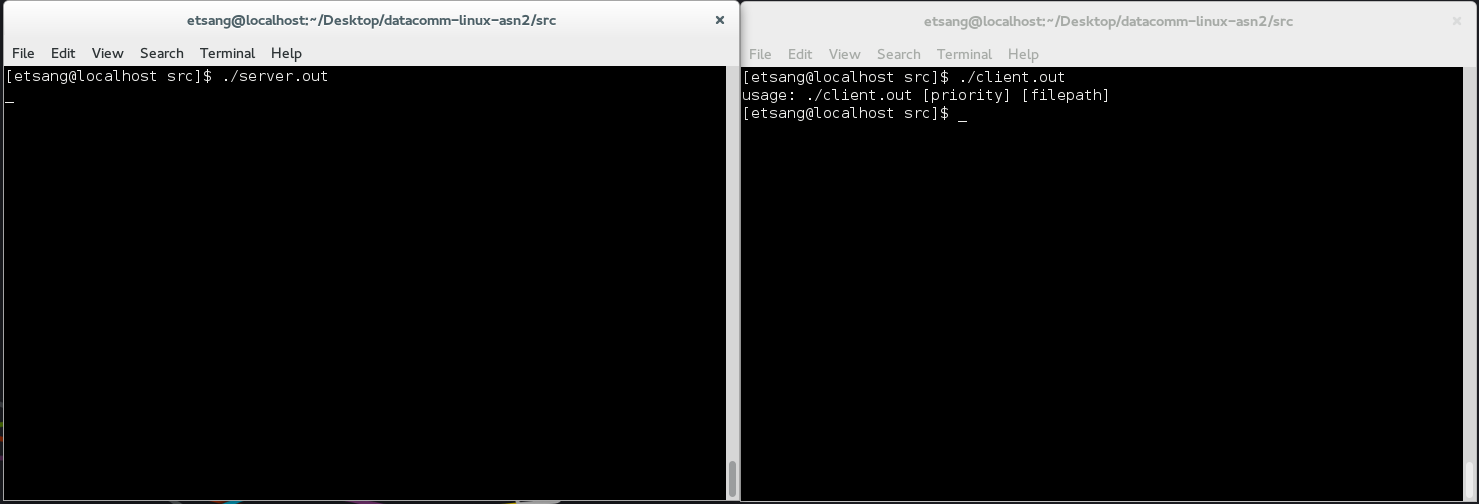 etsang@localhost:~/Desktop/datacomm-linux-asn2/src ×
File Edit View Search Terminal Help
[etsang@localhost src]$ ./server.out
_
etsang@localhost:~/Desktop/datacomm-linux-asn2/src ×
File Edit View Search Terminal Help
[etsang@localhost src]$ ./client.out
usage: ./client.out [priority] [filepath]
[etsang@localhost src]$ _